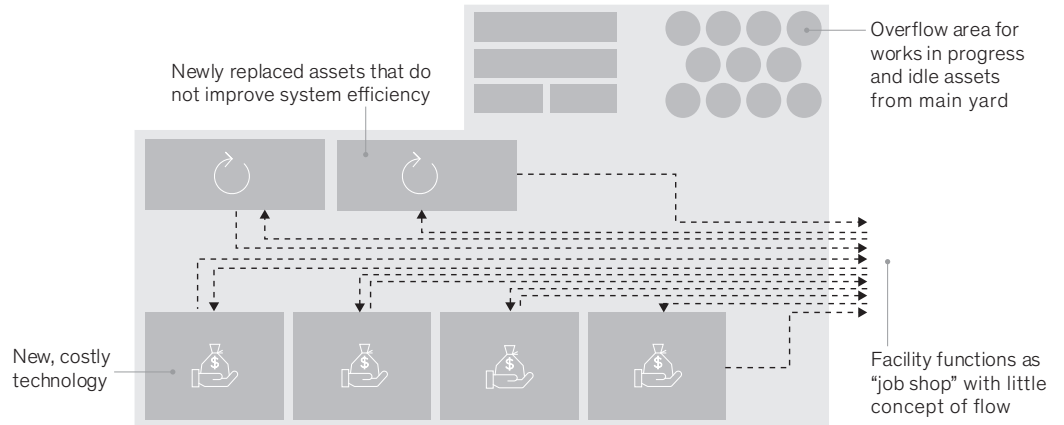 Overflow area for
works in progress
and idle assets
from main yard
Newly replaced assets that do
not improve system efficiency
$
$
$
$
New, costly
technology
Facility functions as
“job shop” with little
concept of flow